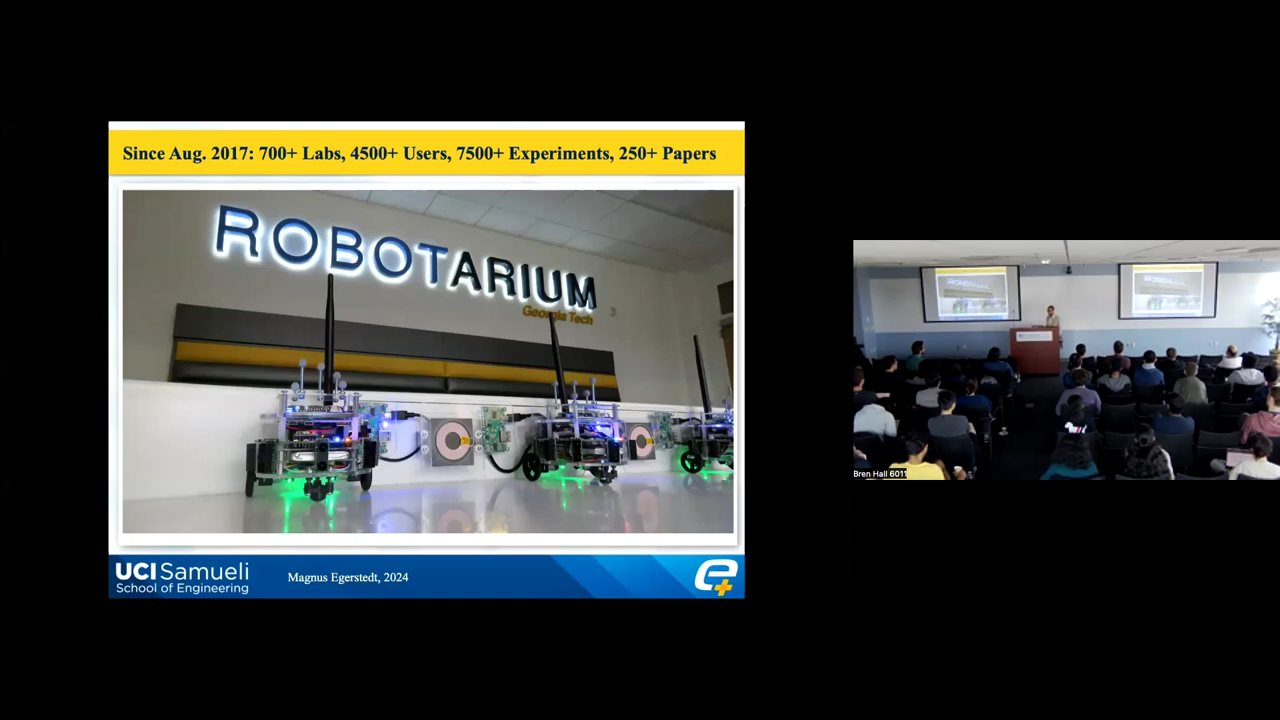 Since Aug. 2017: 700+ Labs, 4500+ Users, 7500+ Experiments, 250+ Papers
ROBOTARIUM
Georgia Tech
UCI Samueli
School of Engineering
Magnus Egerstedt, 2024
e+
Bren Hall 6011